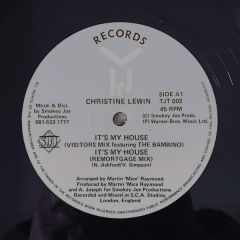 RECORDS
TRJ
Mktd. & Dist.
by Smokey Joe
Productions
081-533 1777
CHRISTINE LEWIN
SIDE A1
TJT 002
45 RPM
(C) Smokey Joe Prods.
(P) Warner Bros. Music Ltd.
IT'S MY HOUSE
(VISITORS MIX featuring THE BAMBINO)
IT'S MY HOUSE
(REMORTGAGE MIX)
(N. Ashford/V. Simpson)
Arranged by Martin 'Mice' Raymond
Produced by Martin 'Mice' Raymond
and A. Joseph for Smokey Joe Productions
Recorded and Mixed at S.C.A. Studios,
London, England